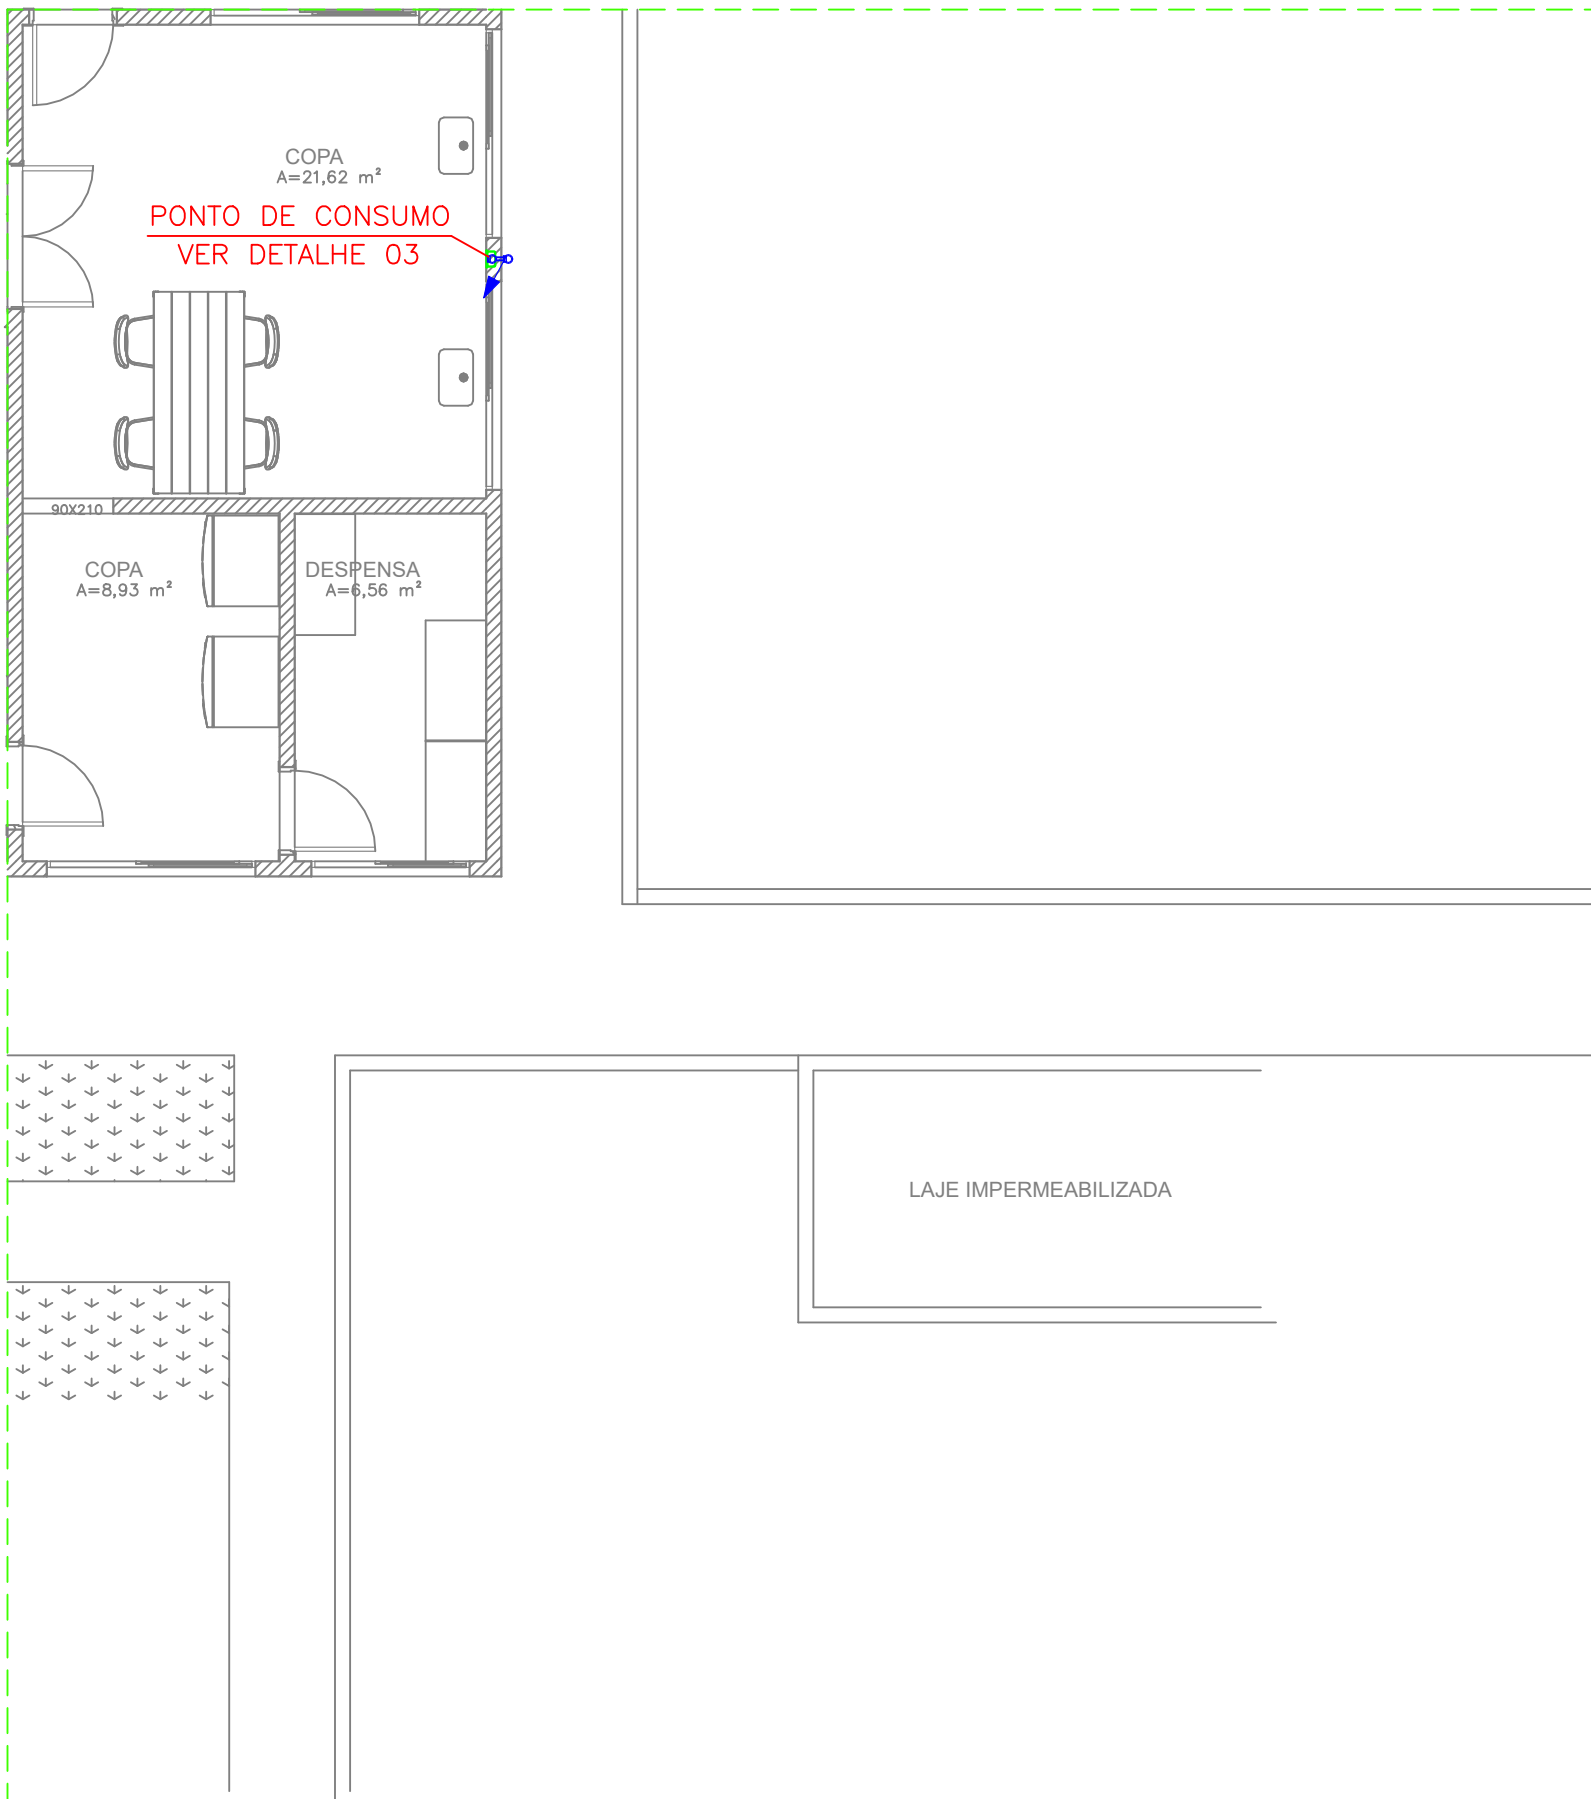 COPA
A=21,62 m²
PONTO DE CONSUMO
VER DETALHE 03
90X210
COPA
A=8,93 m²
DESPENSA
A=6,56 m²
LAJE IMPERMEABILIZADA